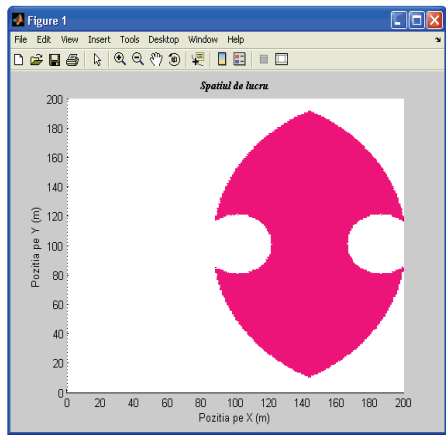 Figure 1
File Edit View Insert Tools Desktop Window Help
Spatiul de lucru
200
180
160
140
120
100
80
60
40
20
0
Pozitia pe Y (m)
0 20 40 60 80 100 120 140 160 180 200
Pozitia pe X (m)